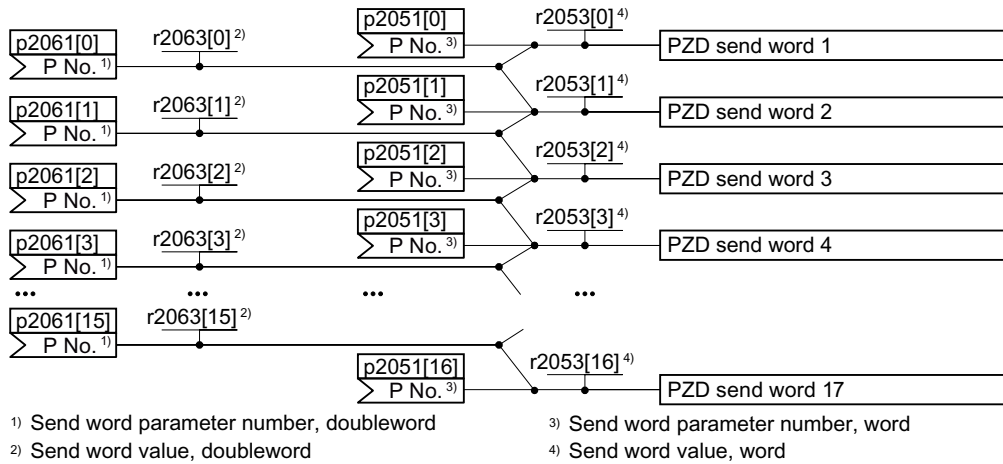 p2051[0]
r2053[0] 4)
p2061[0]
r2063[0] 2)
P No. 3)
PZD send word 1
P No. 1)
p2051[1]
r2053[1] 4)
p2061[1]
r2063[1] 2)
P No. 3)
PZD send word 2
P No. 1)
p2051[2]
r2053[2] 4)
p2061[2]
r2063[2] 2)
P No. 3)
PZD send word 3
P No. 1)
p2051[3]
r2053[3] 4)
p2061[3]
r2063[3] 2)
P No. 3)
PZD send word 4
P No. 1)
... ... ... ...
p2061[15]
r2063[15] 2)
P No. 1)
p2051[16]
r2053[16] 4)
P No. 3)
PZD send word 17
1) Send word parameter number, doubleword
3) Send word parameter number, word
2) Send word value, doubleword
4) Send word value, word